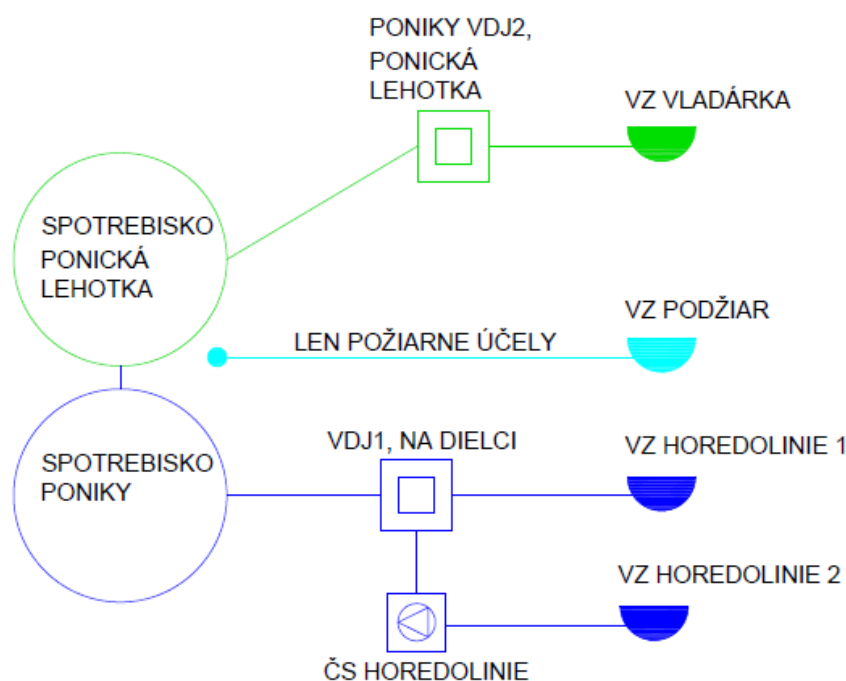 PONIKY VDJ2,
PONICKÁ
LEHOTKA
VZ VLADÁRKA
SPOTREBISKO
PONICKÁ
LEHOTKA
VZ PODŽIAR
LEN POŽIARNE ÚČELY
VDJ1, NA DIELCI
VZ HOREDOLINIE 1
SPOTREBISKO
PONIKY
VZ HOREDOLINIE 2
ČS HOREDOLINIE